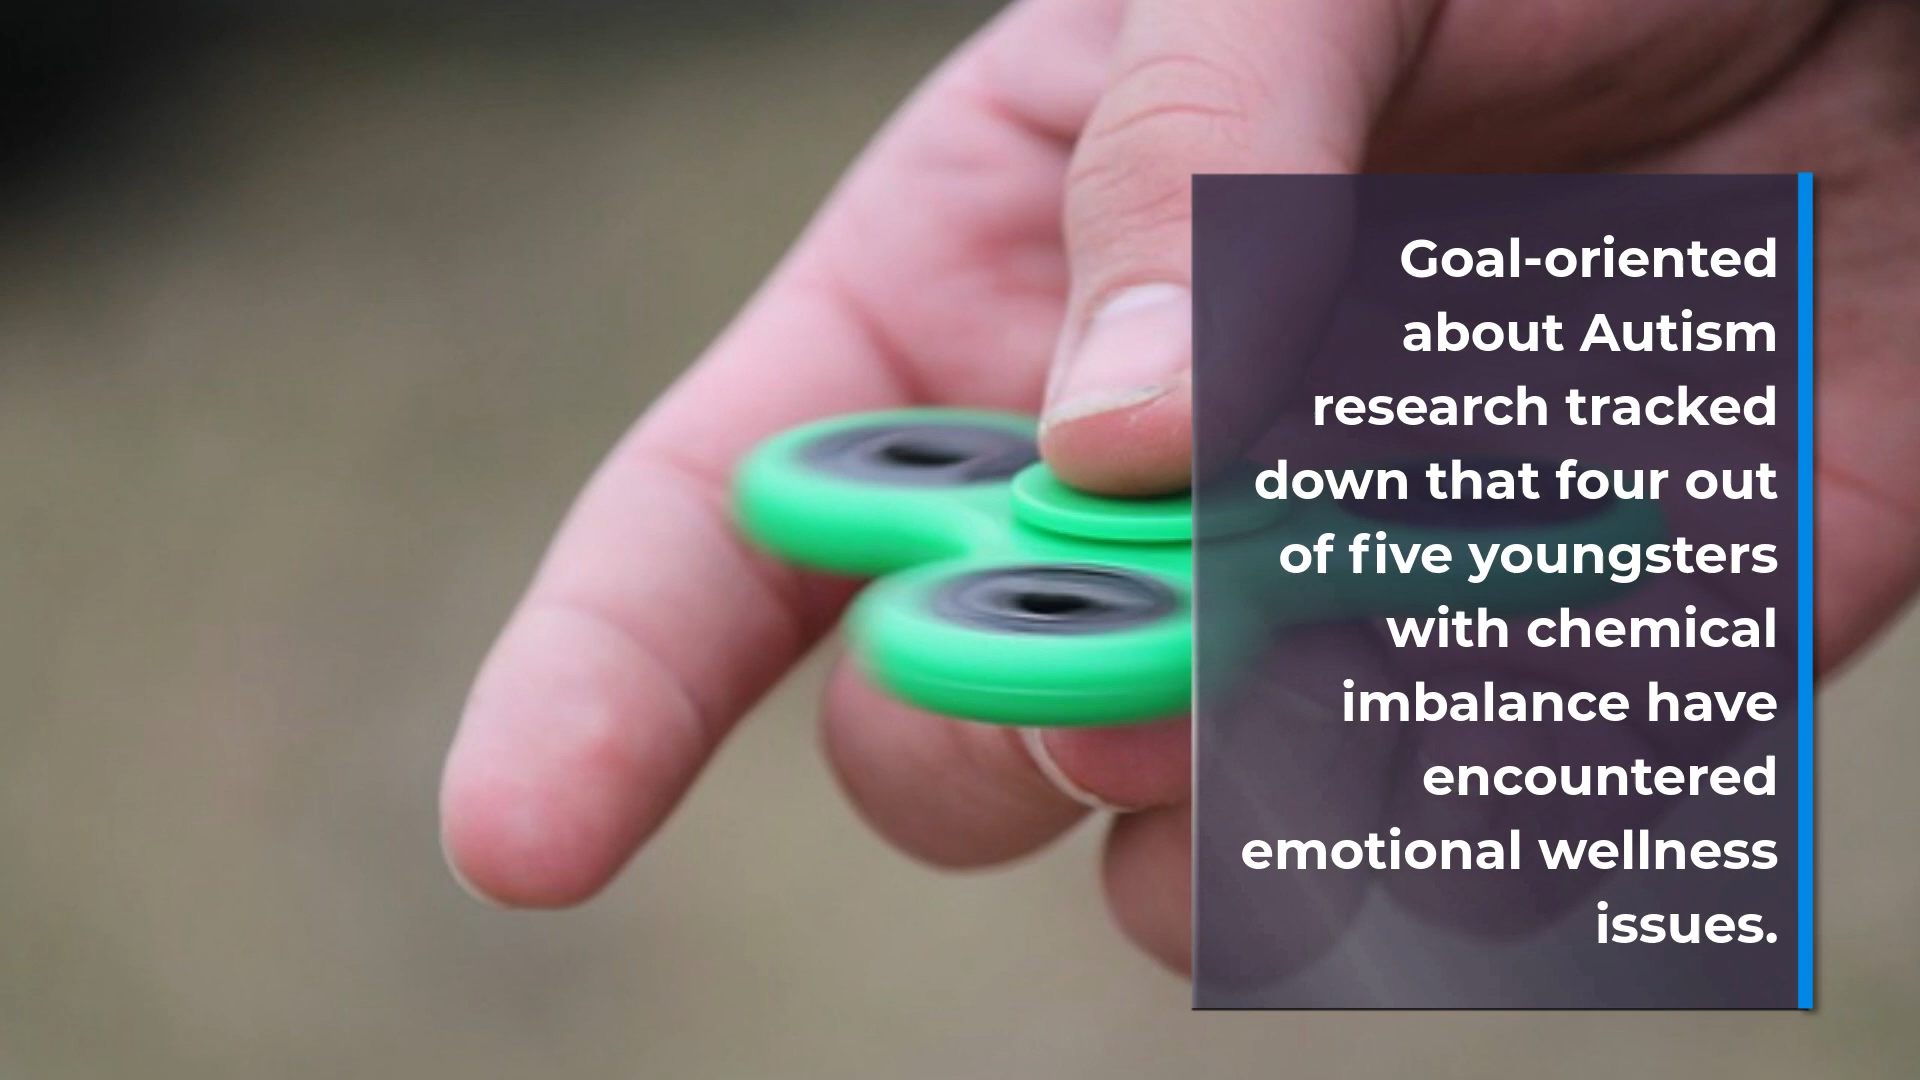 Goal-oriented
about Autism
research tracked
down that four out
of five youngsters
with chemical
imbalance have
encountered
emotional wellness
issues.